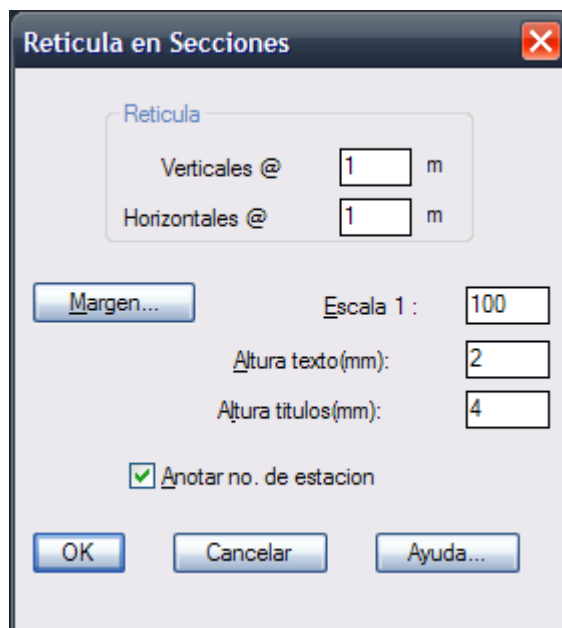 Reticula en Secciones
Reticula
Verticales @ 1 m
Horizontales @ 1 m
Margen... Escala 1 : 100
Altura texto(mm): 2
Altura titulos(mm): 4
Anotar no. de estacion
OK Cancelar Ayuda...